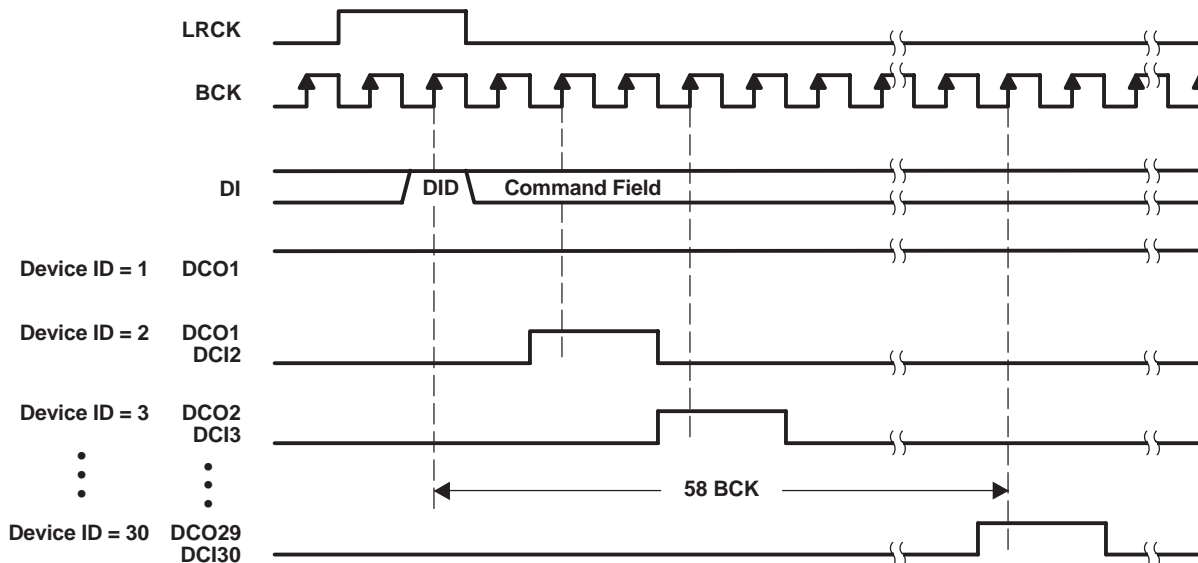 LRCK
BCK
DI
DID
Command Field
Device ID = 1 DCO1
Device ID = 2 DCO1
DCI2
Device ID = 3 DCO2
DCI3
58 BCK
Device ID = 30 DCO29
DCI30